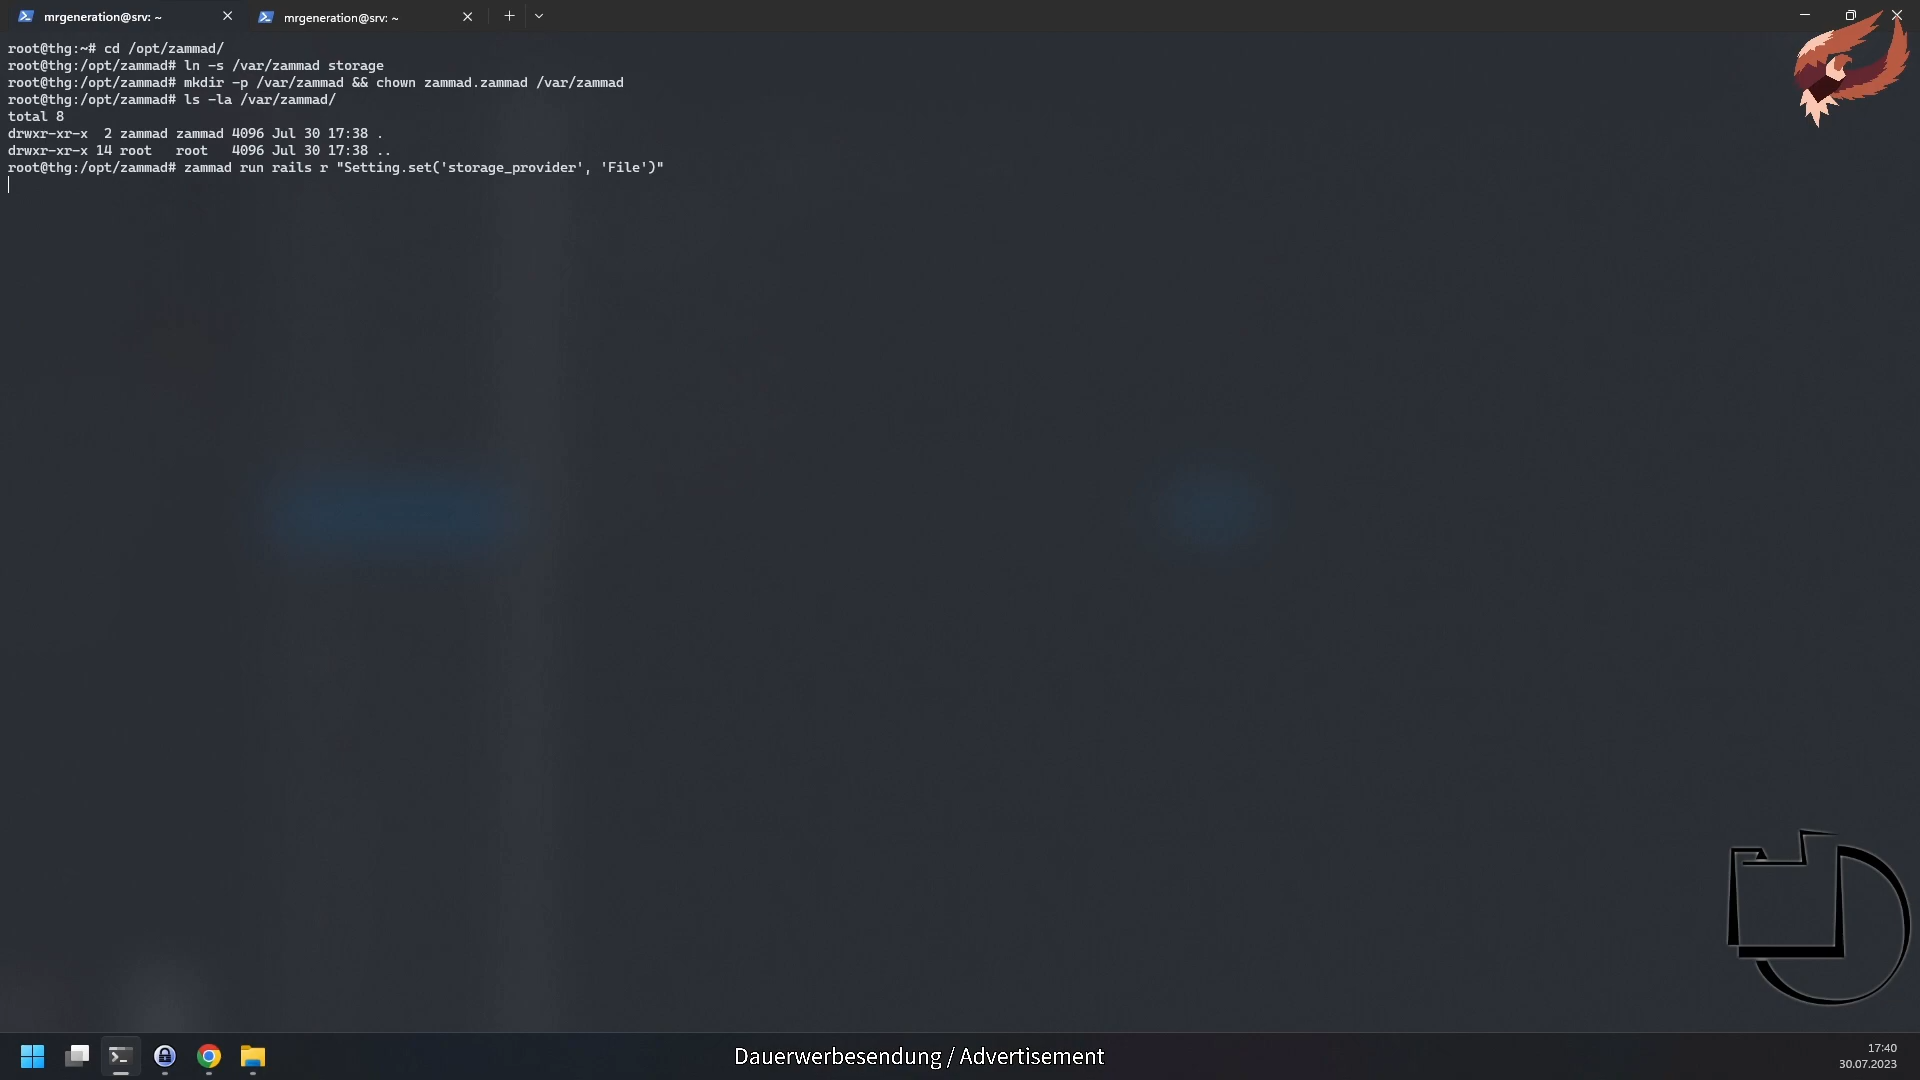 mrgeneration@srv: ~
mrgeneration@srv: ~
root@thg:~# cd /opt/zammad/
root@thg:/opt/zammad# ln -s /var/zammad storage
root@thg:/opt/zammad# mkdir -p /var/zammad && chown zammad.zammad /var/zammad
root@thg:/opt/zammad# ls -la /var/zammad/
total 8
drwxr-xr-x  2 zammad zammad 4096 Jul 30 17:38 .
drwxr-xr-x 14 root   root   4096 Jul 30 17:38 ..
root@thg:/opt/zammad# zammad run rails r "Setting.set('storage_provider', 'File')"
Dauerwerbesendung / Advertisement
17:40
30.07.2023